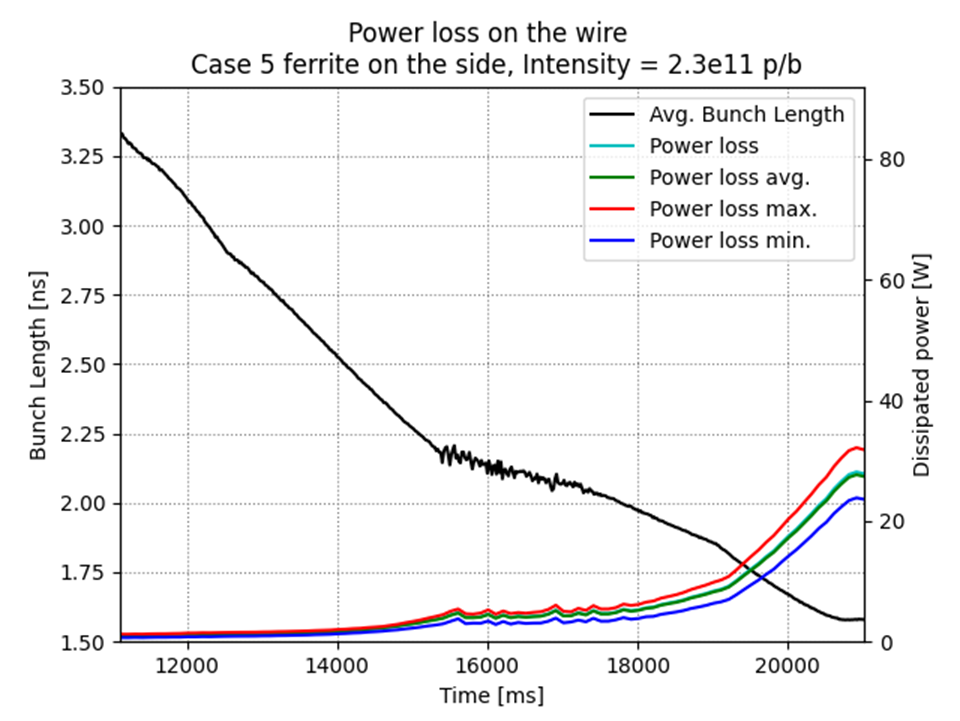 Power loss on the wire
Case 5 ferrite on the side, Intensity = 2.3e11 p/b
3.50
3.25
3.00
2.75
2.50
2.25
2.00
1.75
1.50
Bunch Length [ns]
Avg. Bunch Length
Power loss
Power loss avg.
Power loss max.
Power loss min.
80
60
40
20
0
Dissipated power [W]
12000 14000 16000 18000 20000
Time [ms]